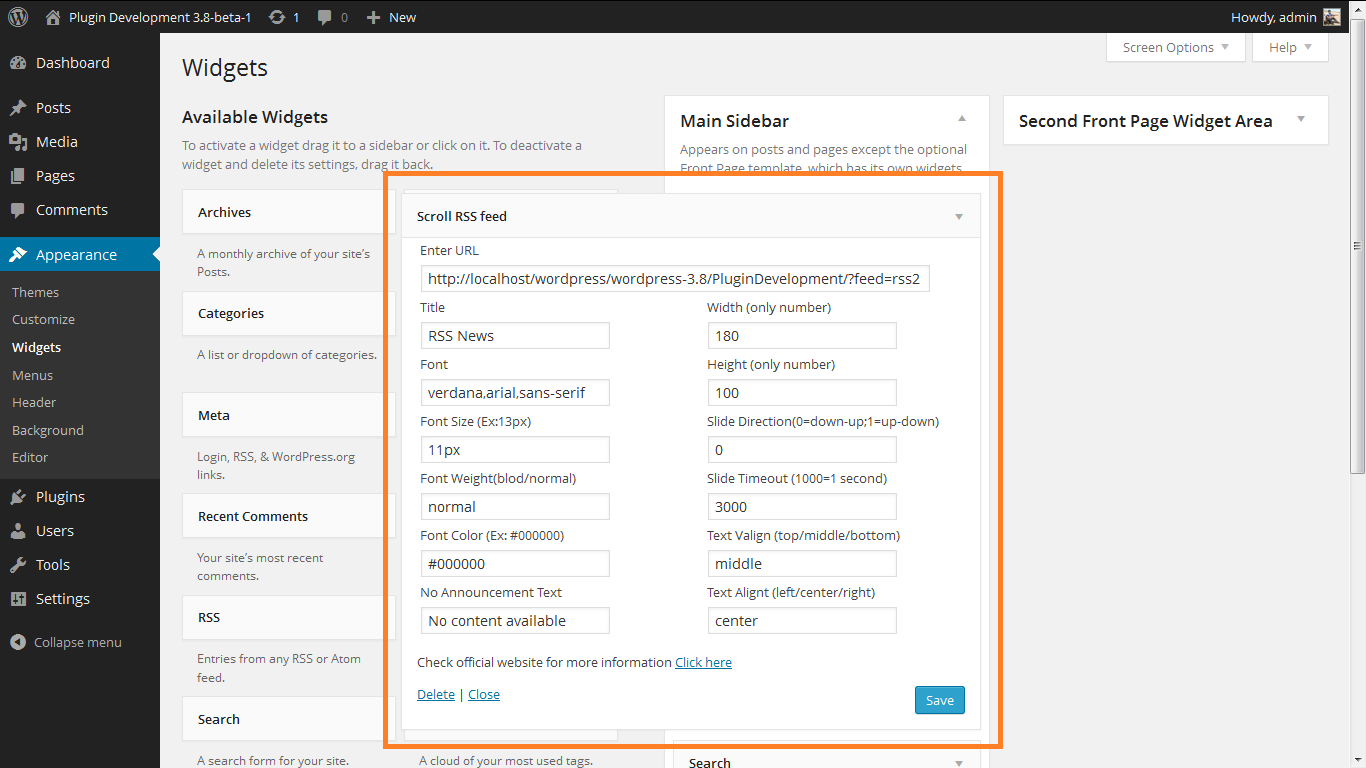 Plugin Development 3.8-beta-1 1 0 New Howdy, admin
Dashboard
Posts
Media
Pages
Comments
Appearance
Themes
Customize
Widgets
Menus
Header
Background
Editor
Plugins
Users
Tools
Settings
Collapse menu
Screen Options Help
Widgets
Available Widgets
To activate a widget drag it to a sidebar or click on it. To deactivate a
widget and delete its settings, drag it back.
Archives
A monthly archive of your site's
Posts.
Categories
A list or dropdown of categories.
Meta
Login, RSS, & WordPress.org
links.
Recent Comments
Your site's most recent
comments.
RSS
Entries from any RSS or Atom
feed.
Search
A search form for your site.
A cloud of your most used tags.
Main Sidebar
Appears on posts and pages except the optional
Front Page template, which has its own widgets
Second Front Page Widget Area
Scroll RSS feed
Enter URL
http://localhost/wordpress/wordpress-3.8/PluginDevelopment/?feed=rss2
Title
RSS News
Font
verdana,arial,sans-serif
Font Size (Ex:13px)
11px
Font Weight(blod/normal)
normal
Font Color (Ex: #000000)
#000000
No Announcement Text
No content available
Width (only number)
180
Height (only number)
100
Slide Direction(0=down-up;1=up-down)
0
Slide Timeout (1000=1 second)
3000
Text Valign (top/middle/bottom)
middle
Text Alignt (left/center/right)
center
Check official website for more information Click here
Delete | Close
Save
Search